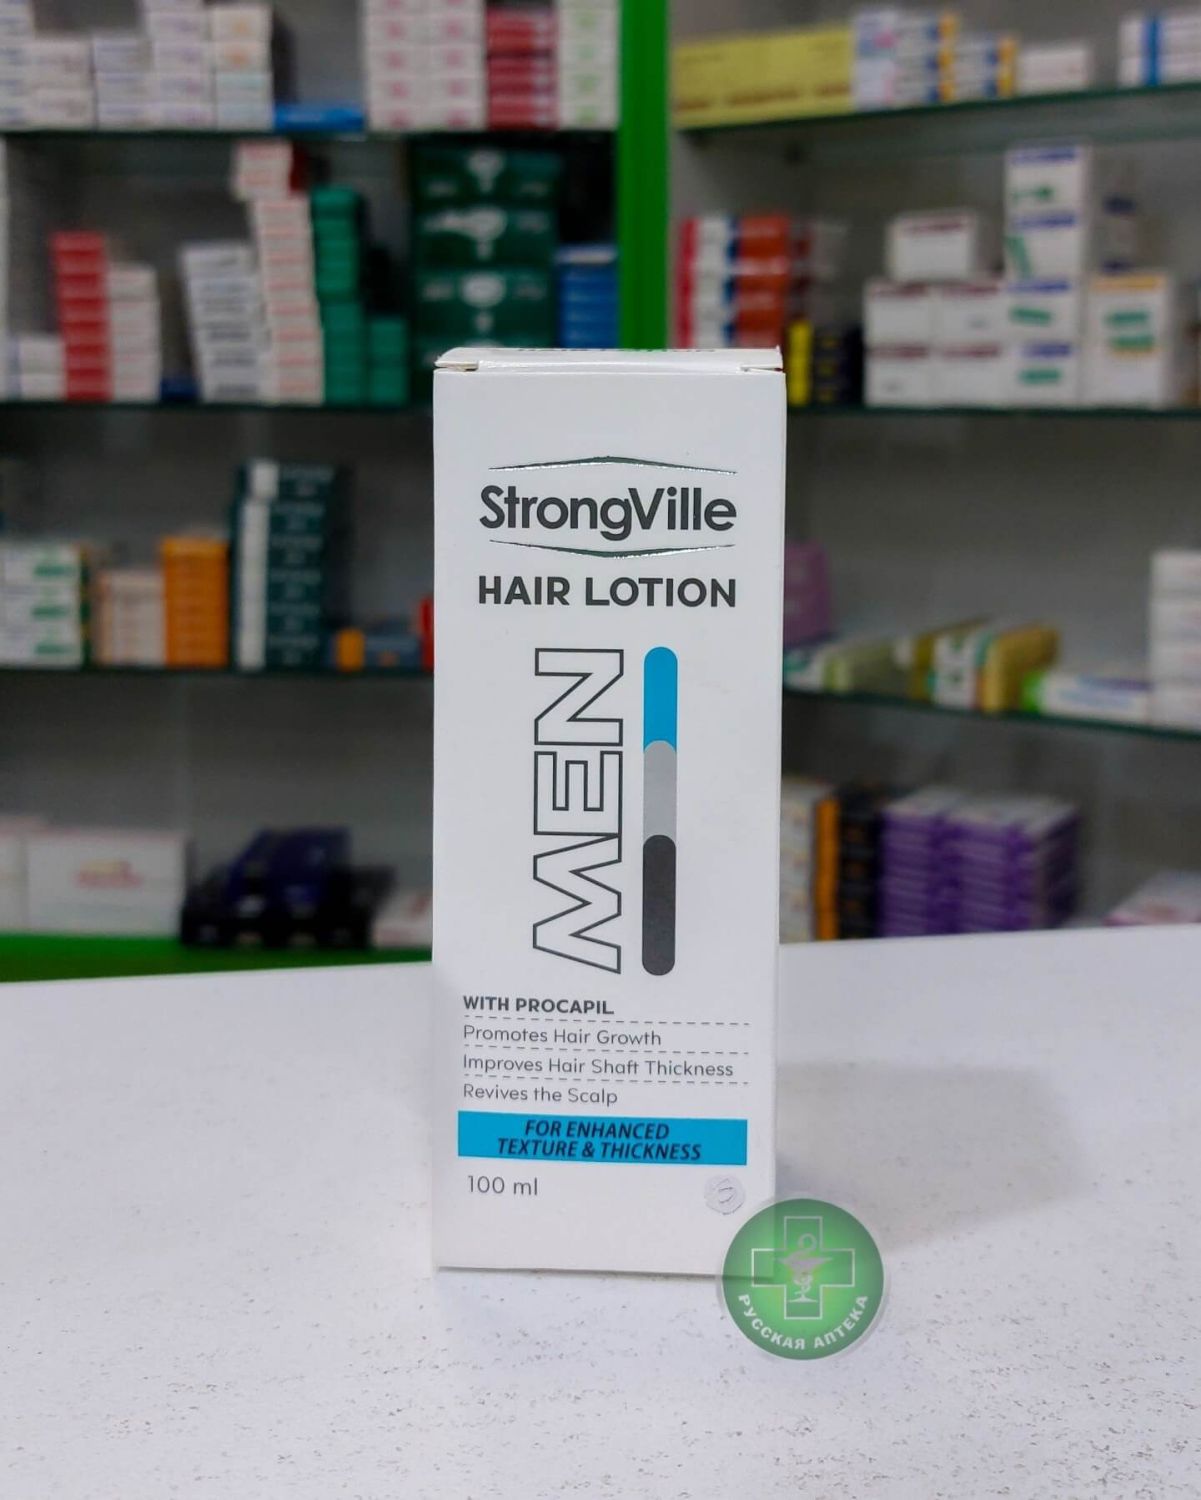 StrongVille
HAIR LOTION
MEN
WITH PROCAPIL
Promotes Hair Growth
Improves Hair Shaft Thickness
Revives the Scalp
FOR ENHANCED
TEXTURE & THICKNESS
100 ml
РУССКАЯ АПТЕКА